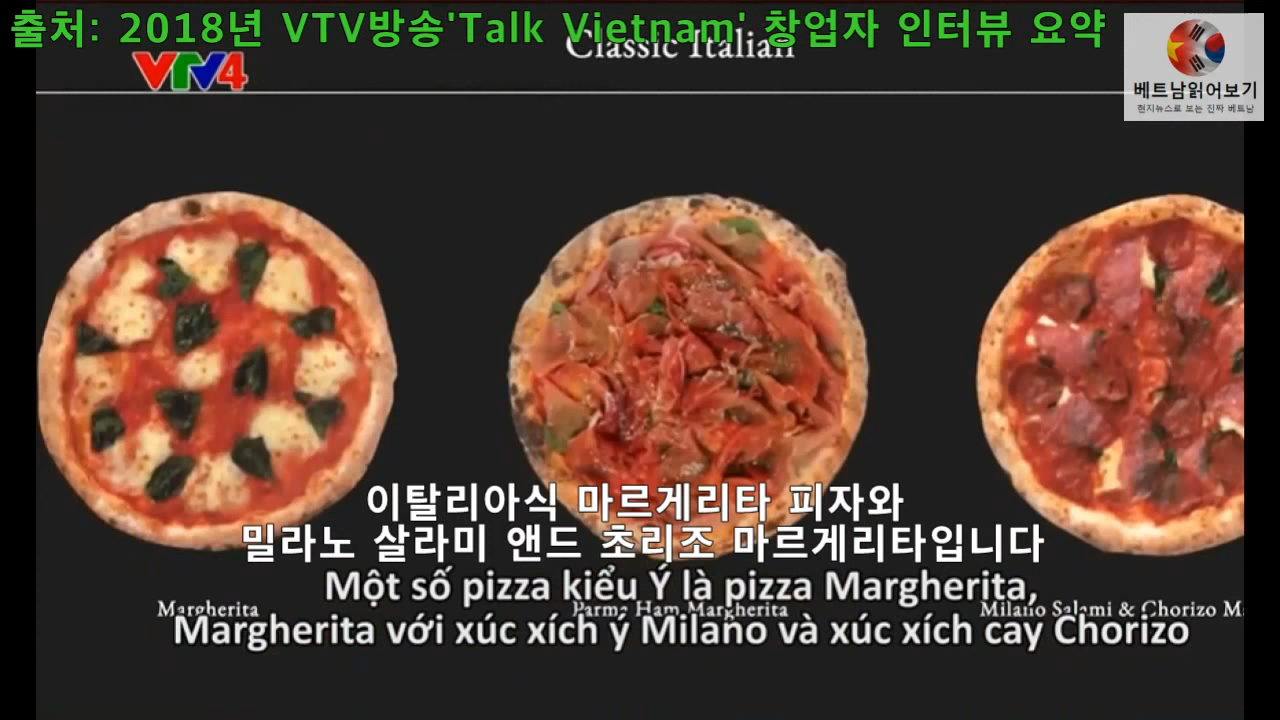 출처: 2018년 VTV방송'Talk Vietnam' 창업자 인터뷰 요약
Classic Italian
VTV4
베트남읽어보기
현지뉴스로 보는 진짜 베트남
이탈리아식 마르게리타 피자와
밀라노 살라미 앤드 초리조 마르게리타입니다
Một số pizza kiểu Ý là pizza Margherita,
Margherita Parma Ham Margherita Milano Salami & Chorizo M
Margherita với xúc xích ý Milano và xúc xích cay Chorizo